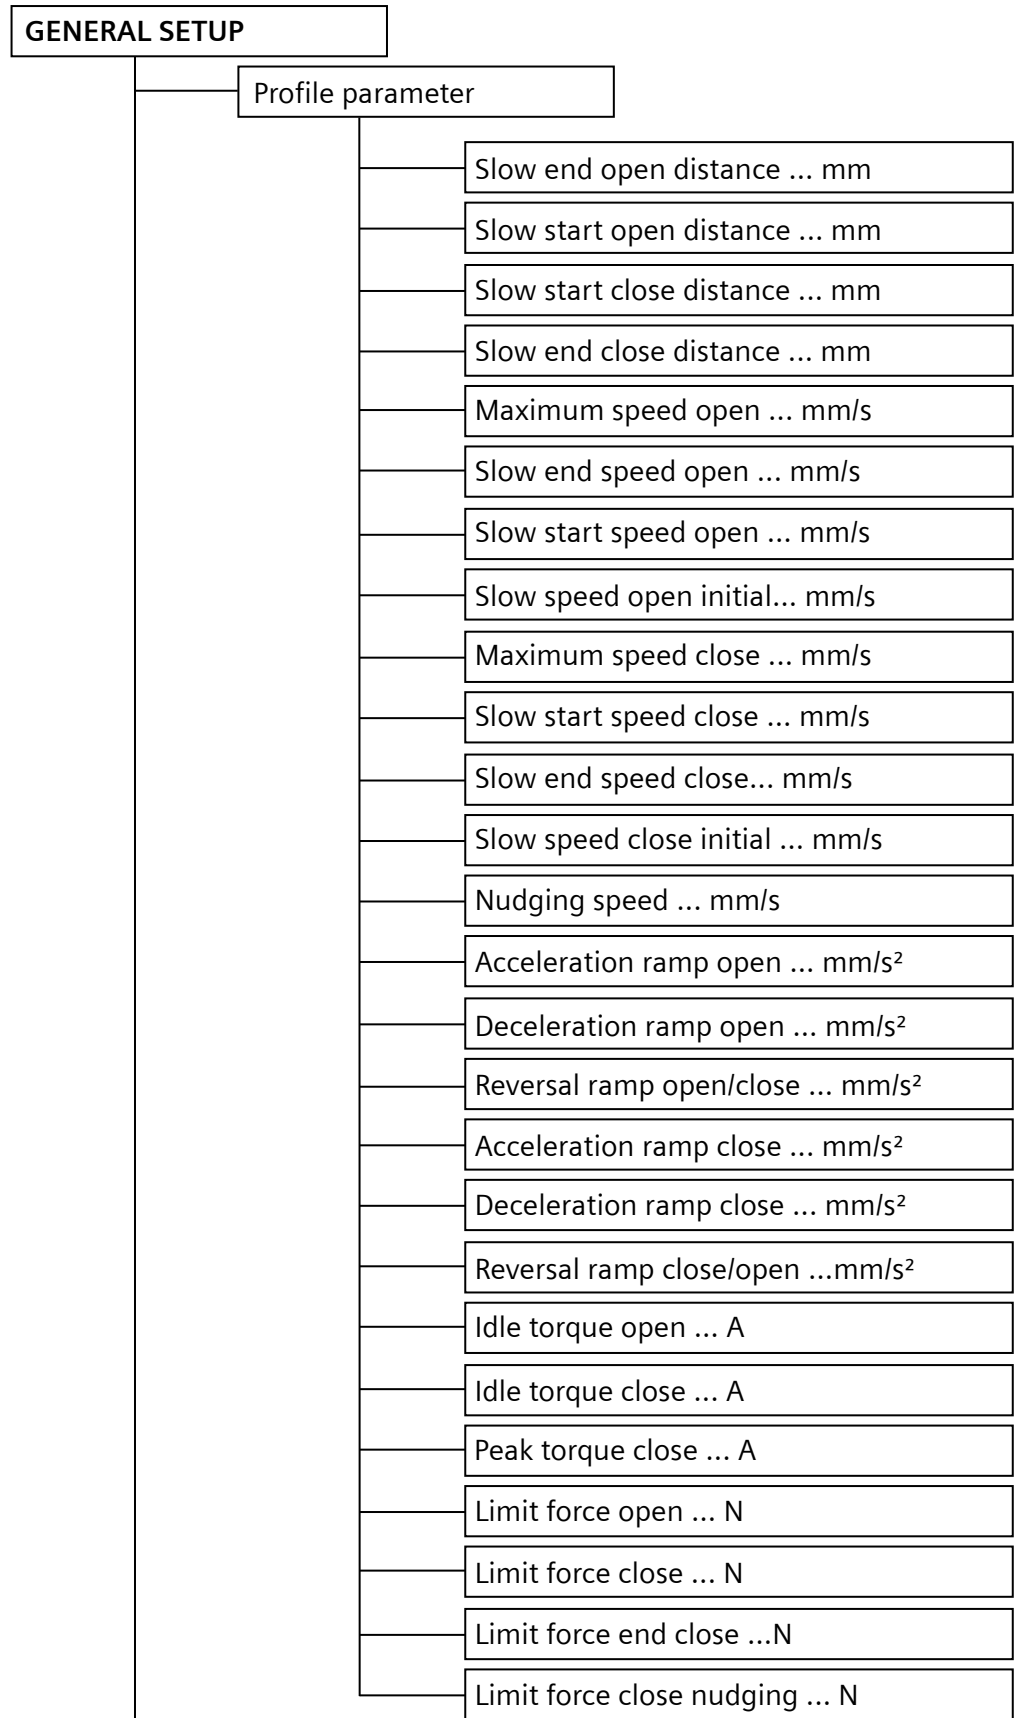 GENERAL SETUP
Profile parameter
Slow end open distance ... mm
Slow start open distance ... mm
Slow start close distance ... mm
Slow end close distance ... mm
Maximum speed open ... mm/s
Slow end speed open ... mm/s
Slow start speed open ... mm/s
Slow speed open initial... mm/s
Maximum speed close ... mm/s
Slow start speed close ... mm/s
Slow end speed close... mm/s
Slow speed close initial ... mm/s
Nudging speed ... mm/s
Acceleration ramp open ... mm/s²
Deceleration ramp open ... mm/s²
Reversal ramp open/close ... mm/s²
Acceleration ramp close ... mm/s²
Deceleration ramp close ... mm/s²
Reversal ramp close/open ...mm/s²
Idle torque open ... A
Idle torque close ... A
Peak torque close ... A
Limit force open ... N
Limit force close ... N
Limit force end close ...N
Limit force close nudging ... N